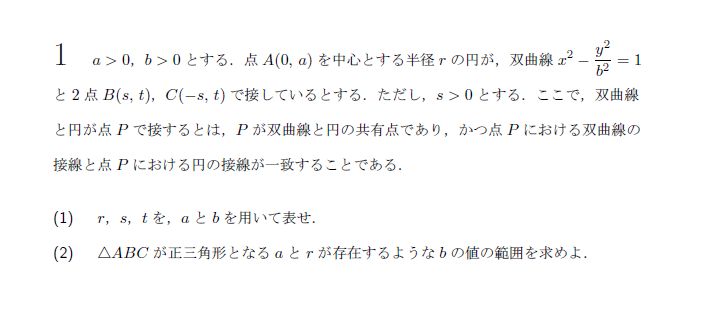 1 a > 0，b > 0 とする．点 A(0, a) を中心とする半径 r の円が，双曲線 x² − y²/b² = 1
と 2 点 B(s, t)，C(−s, t) で接しているとする．ただし，s > 0 とする．ここで，双曲線
と円が点 P で接するとは，P が双曲線と円の共有点であり，かつ点 P における双曲線の
接線と点 P における円の接線が一致することである．
(1) r，s，t を，a と b を用いて表せ．
(2) △ABC が正三角形となる a と r が存在するような b の値の範囲を求めよ．